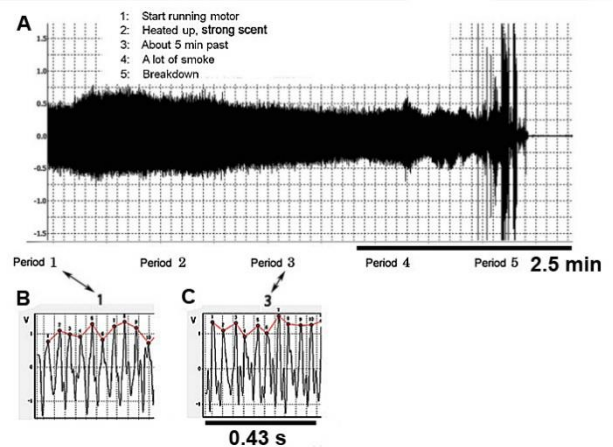 A
1: Start running motor
2: Heated up, strong scent
3: About 5 min past
4: A lot of smoke
5: Breakdown
1.5
1.0
0.5
0.0
-0.5
-1.0
-1.5
Period 1 Period 2 Period 3 Period 4 Period 5 2.5 min
1 3
B C
V V
0.43 s